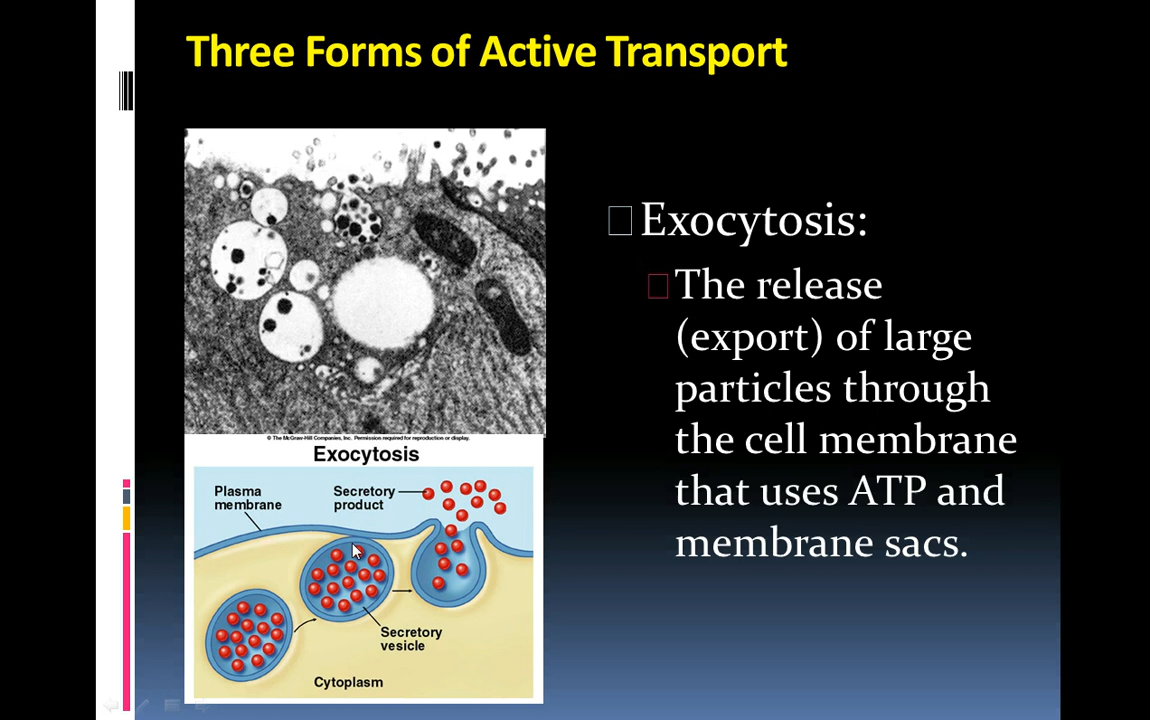 Three Forms of Active Transport
Exocytosis:
The release
(export) of large
particles through
the cell membrane
that uses ATP and
membrane sacs.
© The McGraw-Hill Companies, Inc. Permission required for reproduction or display.
Exocytosis
Plasma
membrane
Secretory
product
Secretory
vesicle
Cytoplasm